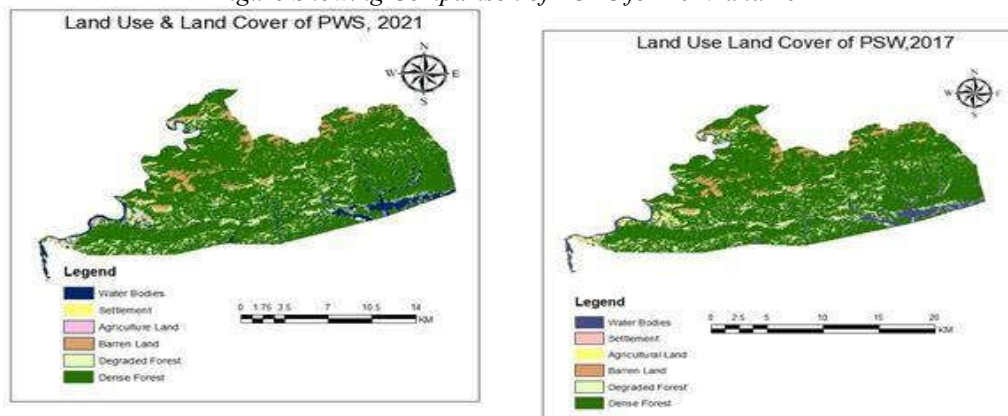 Land Use & Land Cover of PWS, 2021
N
W
E
S
Legend
Water Bodies
Settlement
Agriculture Land
Barren Land
Degraded Forest
Dense Forest
0 1.75 3.5 7 10.5 14
KM
Land Use Land Cover of PSW,2017
N
W
E
S
Legend
Water Bodies
Settlement
Agricultural Land
Barren Land
Degraded Forest
Dense Forest
0 2.5 5 10 15 20
KM